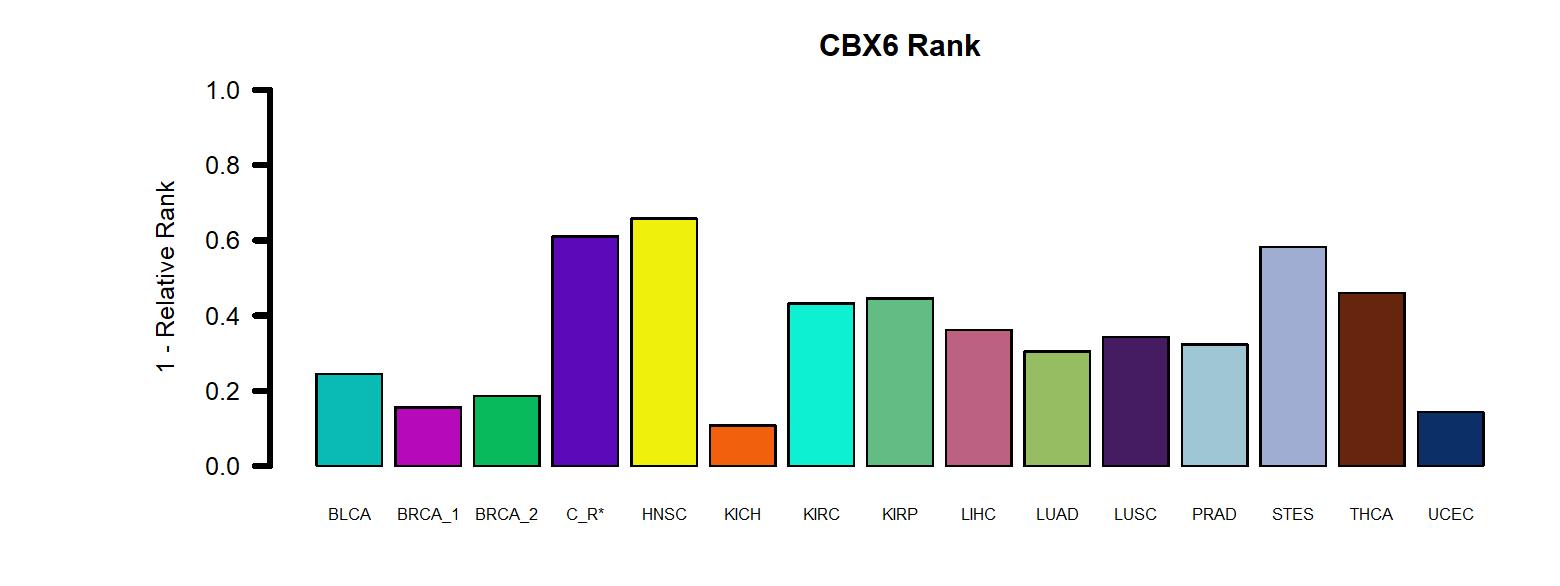 CBX6 Rank
1 - Relative Rank
1.0
0.8
0.6
0.4
0.2
0.0
BLCA BRCA_1 BRCA_2 C_R* HNSC KICH KIRC KIRP LIHC LUAD LUSC PRAD STES THCA UCEC